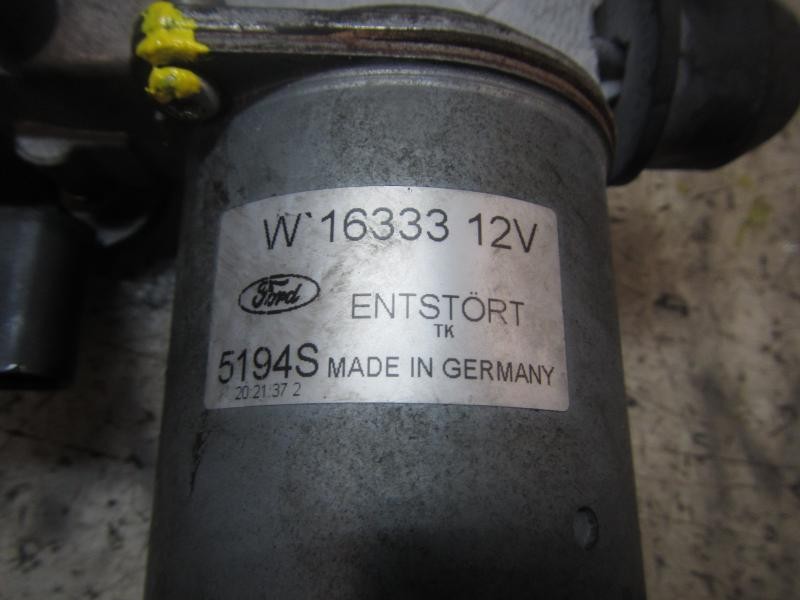 W`16333 12V
Ford
ENTSTÖRT
TK
5194S MADE IN GERMANY
20:21:37 2